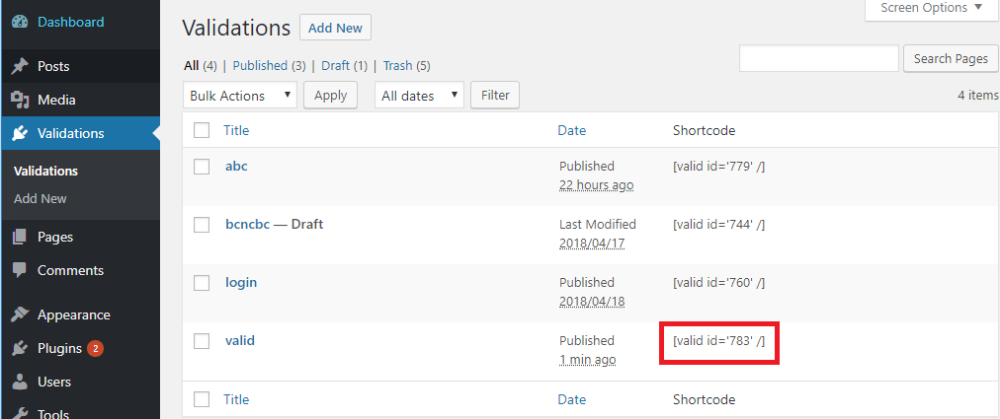 Dashboard
Posts
Media
Validations
Validations
Add New
Pages
Comments
Appearance
Plugins 2
Users
Tools
Screen Options
Validations Add New
All (4) | Published (3) | Draft (1) | Trash (5)
Search Pages
Bulk Actions Apply All dates Filter
4 items
Title Date Shortcode
abc Published [valid id='779' /]
22 hours ago
bcncbc — Draft Last Modified [valid id='744' /]
2018/04/17
login Published [valid id='760' /]
2018/04/18
valid Published [valid id='783' /]
1 min ago
Title Date Shortcode